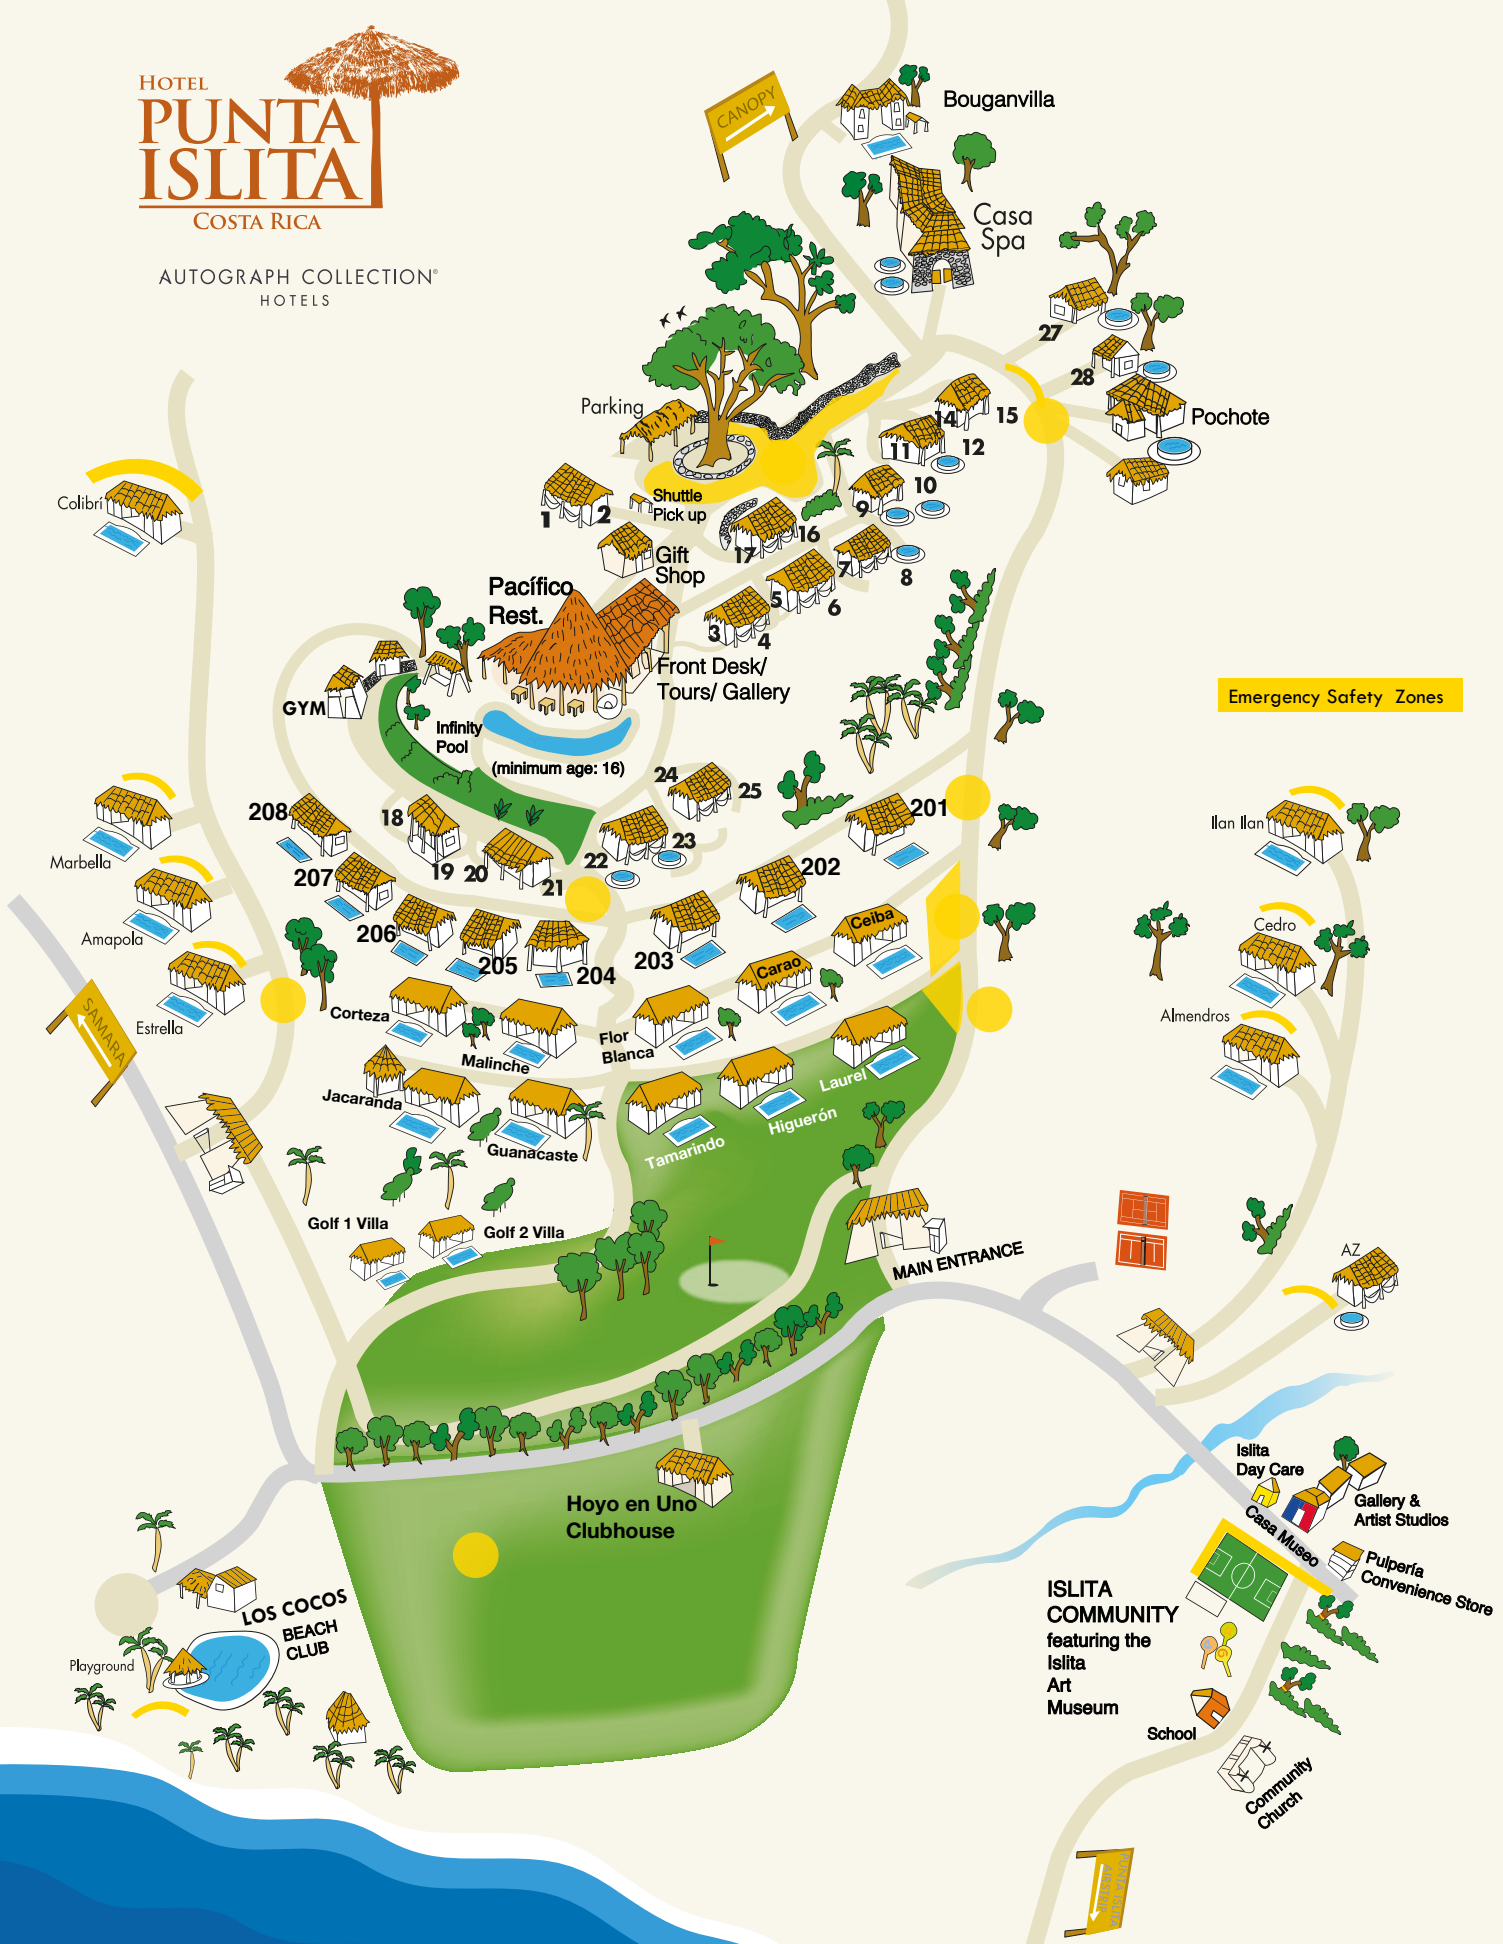 HOTEL
PUNTA
ISLITA
COSTA RICA
AUTOGRAPH COLLECTION®
HOTELS
CANOPY
Bouganvilla
Casa
Spa
27
28
Pochote
Parking
14
15
11
12
10
9
Shuttle
Pick up
1
2
16
17
Gift
Shop
7
8
5
6
3
4
Colibrí
Pacífico
Rest.
Front Desk/
Tours/ Gallery
GYM
Infinity
Pool
(minimum age: 16)
Emergency Safety Zones
24
25
208
18
19
20
21
22
23
201
202
207
206
205
204
203
Marbella
Amapola
Estrella
SAMARA
Ilan Ilan
Cedro
Almendros
Ceiba
Carao
Corteza
Malinche
Flor
Blanca
Laurel
Jacaranda
Guanacaste
Higuerón
Tamarindo
Golf 1 Villa
Golf 2 Villa
MAIN ENTRANCE
AZ
Hoyo en Uno
Clubhouse
Islita
Day Care
Casa Museo
Gallery &
Artist Studios
Pulpería
Convenience Store
LOS COCOS
BEACH
CLUB
Playground
ISLITA
COMMUNITY
featuring the
Islita
Art
Museum
School
Community
Church
PUNTA ISLITA
AIRSTRIP